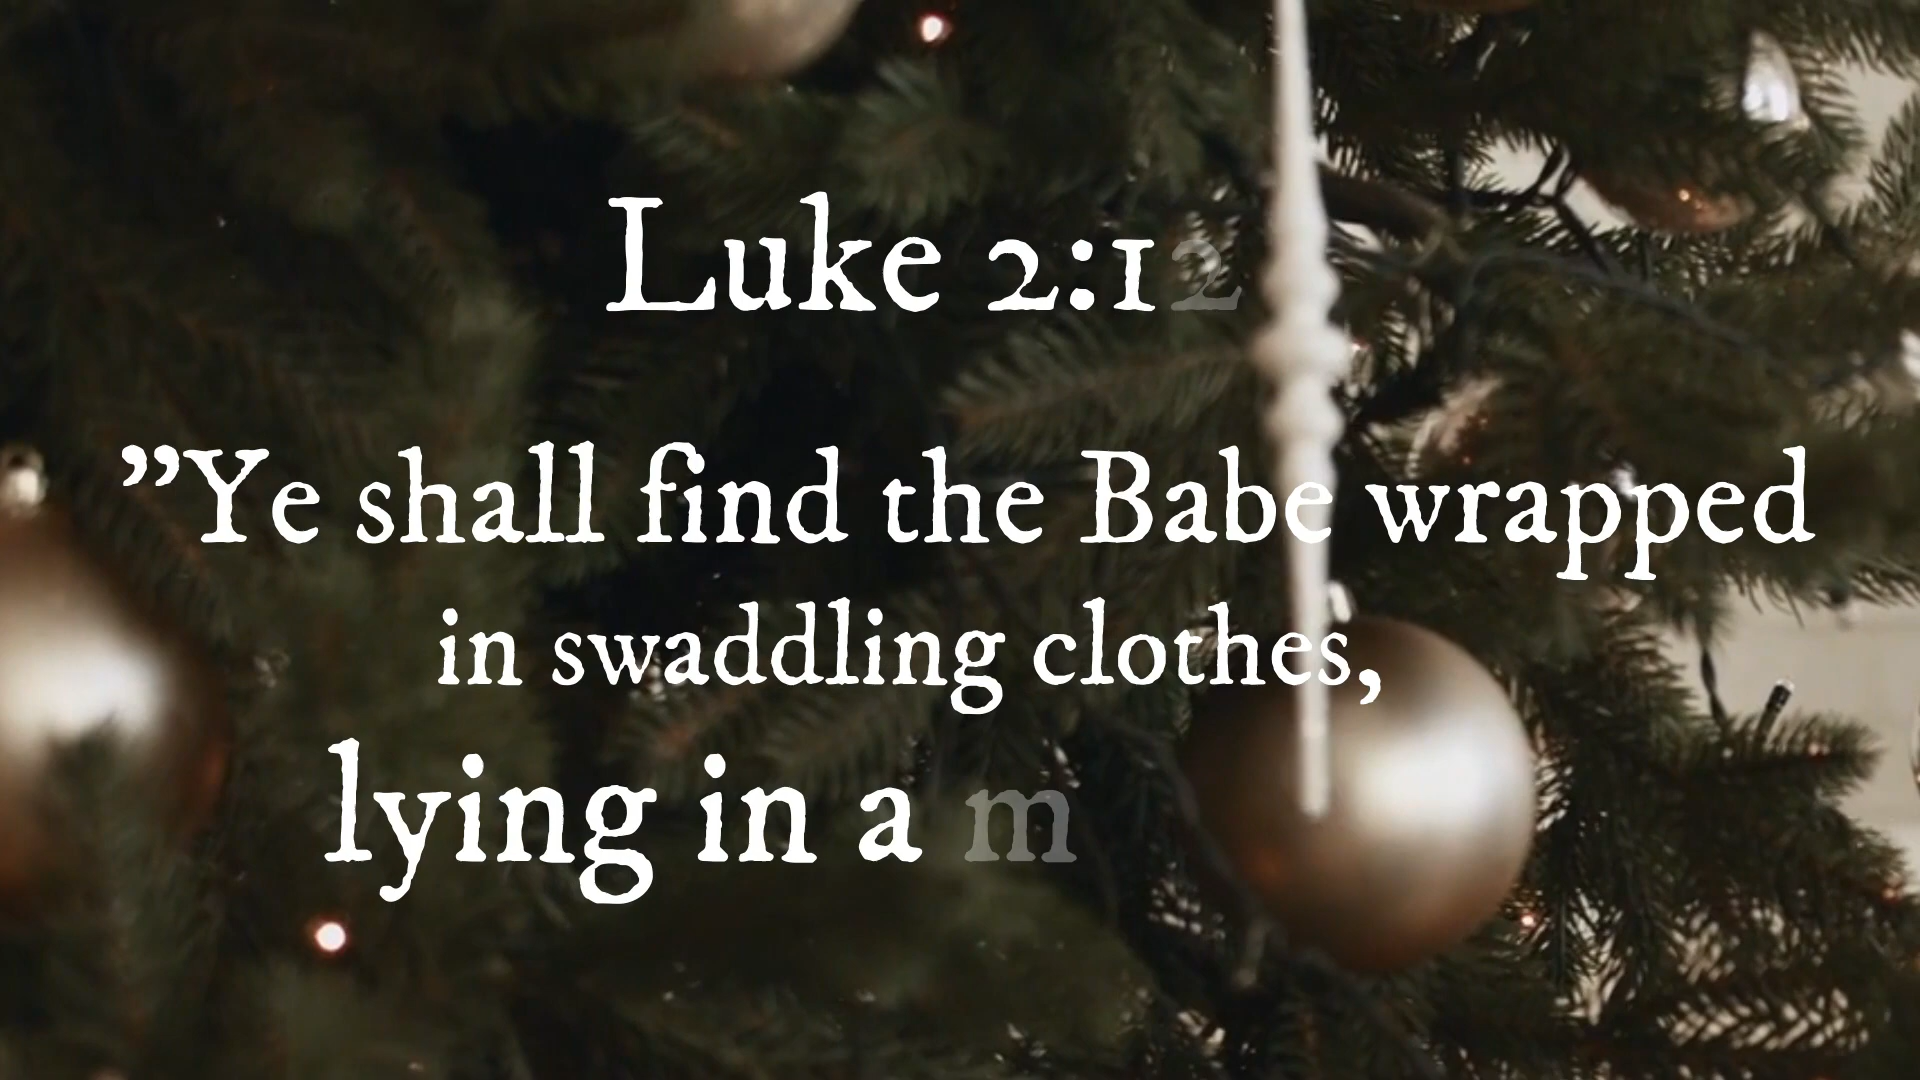 Luke 2:12
”Ye shall find the Babe wrapped
in swaddling clothes,
lying in a m